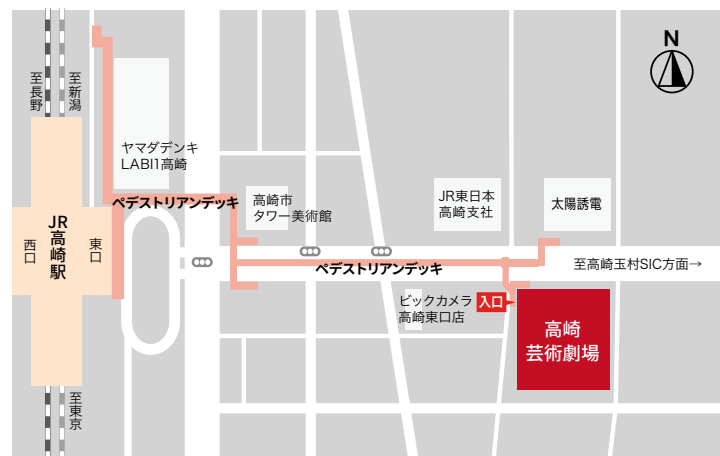 N
至長野
至新潟
ヤマダデンキ
LABI1高崎
ペデストリアンデッキ
高崎市
タワー美術館
JR東日本
高崎支社
太陽誘電
JR高崎駅
西口
東口
ペデストリアンデッキ
至高崎玉村SIC方面→
ビックカメラ
高崎東口店
入口
高崎
芸術劇場
至東京